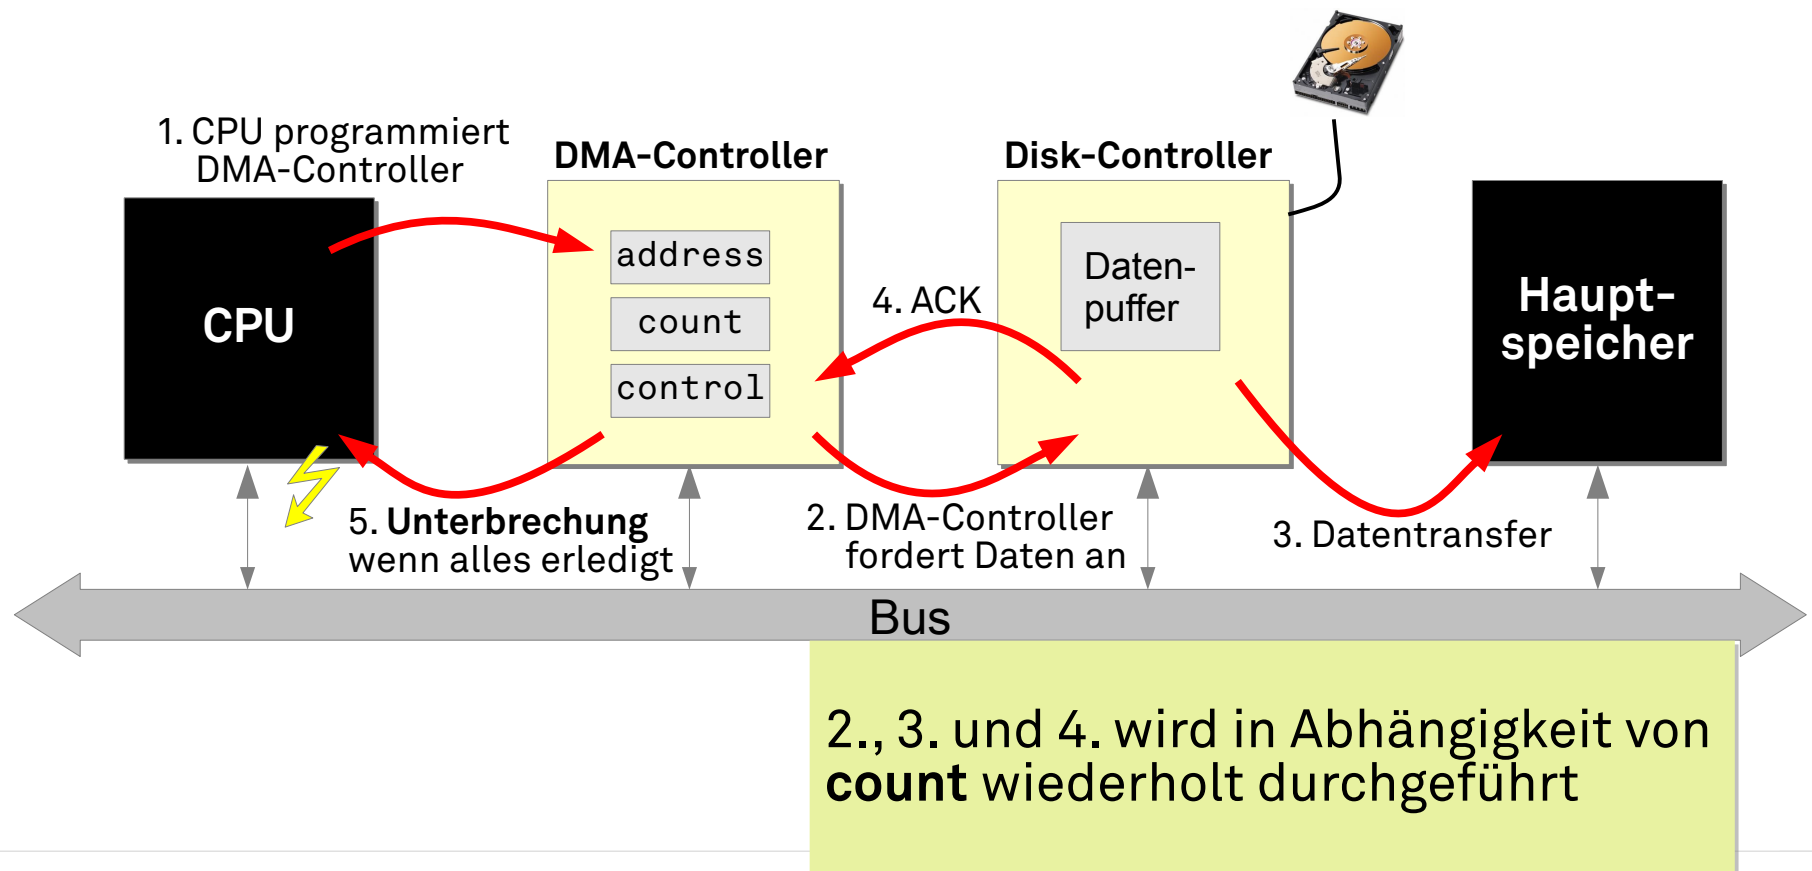 1. CPU programmiert
DMA-Controller
DMA-Controller
Disk-Controller
CPU
address
count
control
4. ACK
Daten-
puffer
Haupt-
speicher
5. Unterbrechung
wenn alles erledigt
2. DMA-Controller
fordert Daten an
3. Datentransfer
Bus
2., 3. und 4. wird in Abhängigkeit von
count wiederholt durchgeführt